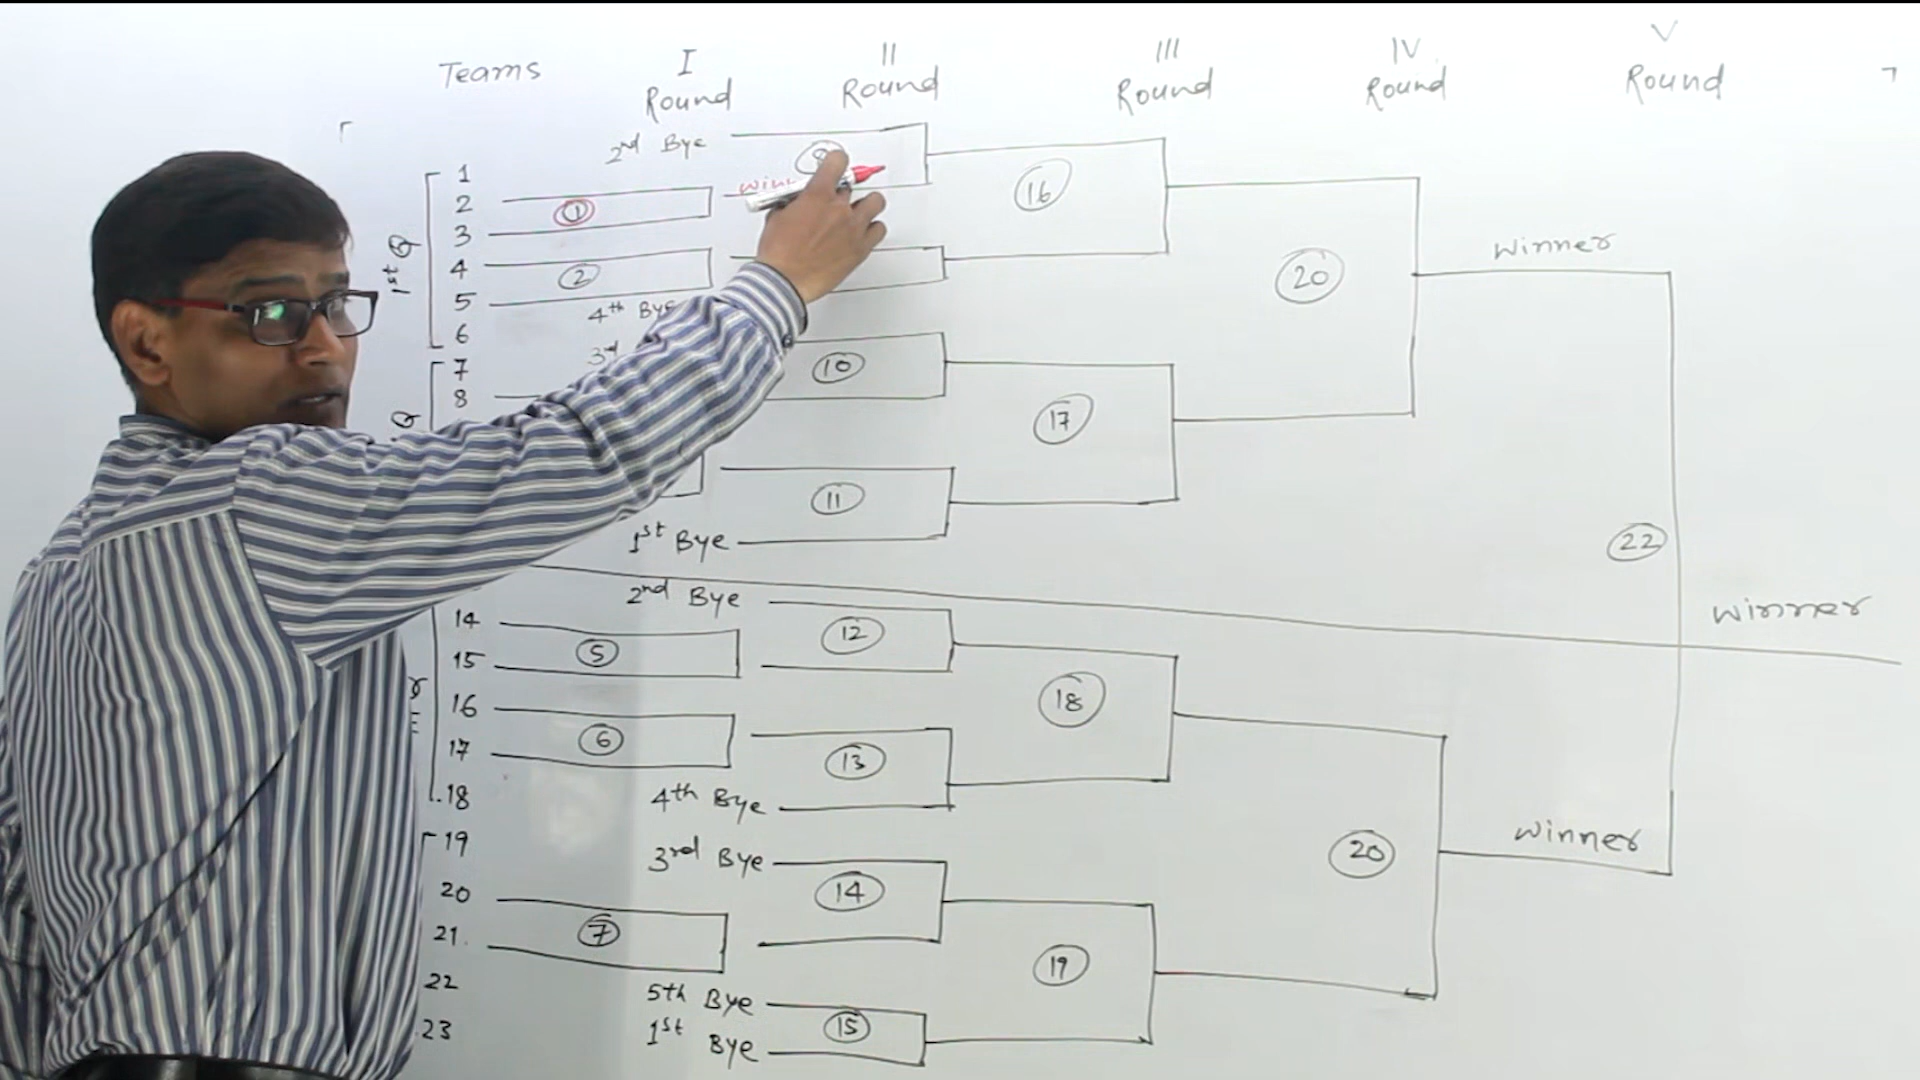 Teams
I
Round
II
Round
III
Round
IV
Round
V
Round
2nd Bye
1st Q
1
2
3
4
5
6
7
8
1
2
4th Bye
3rd
8
10
11
1st Bye
16
17
20
Winner
22
Winner
2nd Bye
14
15
16
17
18
19
20
21
22
23
5
6
7
4th Bye
3rd Bye
5th Bye
1st Bye
12
13
14
15
18
19
20
Winner